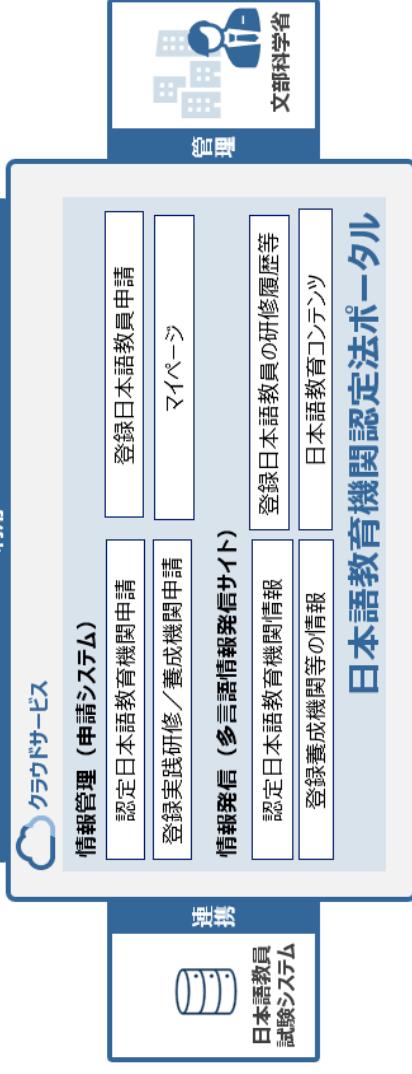 クラウドサービス
情報管理（申請システム）
認定日本語教育機関申請
登録日本語教員申請
登録実践研修／養成機関申請
マイページ
情報発信（多言語情報発信サイト）
認定日本語教育機関情報
登録日本語教員の研修履歴等
登録養成機関等の情報
日本語教育コンテンツ
日本語教育機関認定法ポータル
連携
日本語教員
試験システム
管理
文部科学省